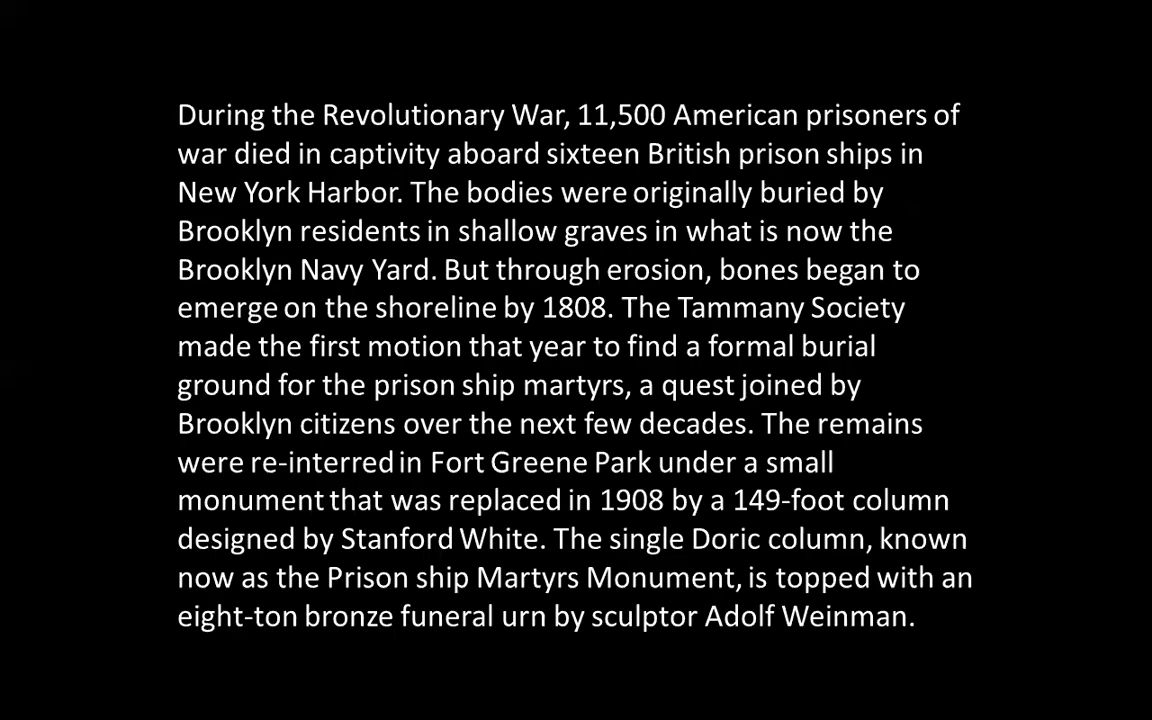 During the Revolutionary War, 11,500 American prisoners of
war died in captivity aboard sixteen British prison ships in
New York Harbor. The bodies were originally buried by
Brooklyn residents in shallow graves in what is now the
Brooklyn Navy Yard. But through erosion, bones began to
emerge on the shoreline by 1808. The Tammany Society
made the first motion that year to find a formal burial
ground for the prison ship martyrs, a quest joined by
Brooklyn citizens over the next few decades. The remains
were re-interred in Fort Greene Park under a small
monument that was replaced in 1908 by a 149-foot column
designed by Stanford White. The single Doric column, known
now as the Prison ship Martyrs Monument, is topped with an
eight-ton bronze funeral urn by sculptor Adolf Weinman.